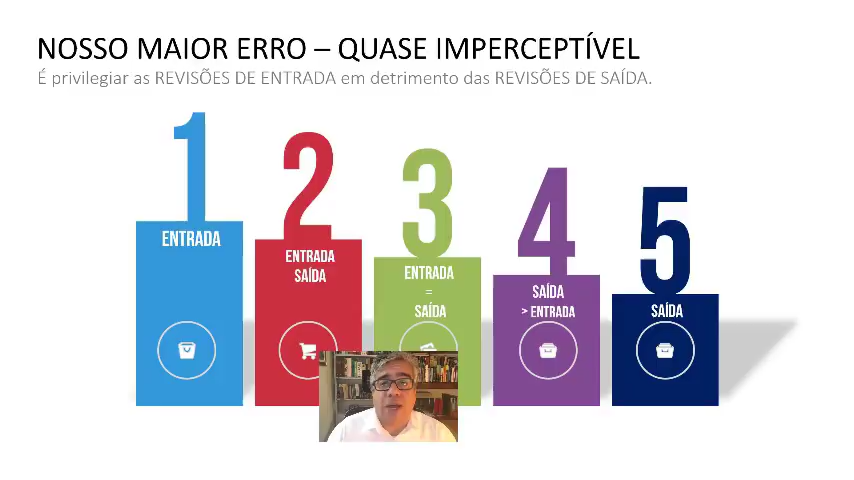 NOSSO MAIOR ERRO – QUASE IMPERCEPTÍVEL
É privilegiar as REVISÕES DE ENTRADA em detrimento das REVISÕES DE SAÍDA.
1
ENTRADA
2
ENTRADA
SAÍDA
3
ENTRADA
=
SAÍDA
4
SAÍDA
> ENTRADA
5
SAÍDA